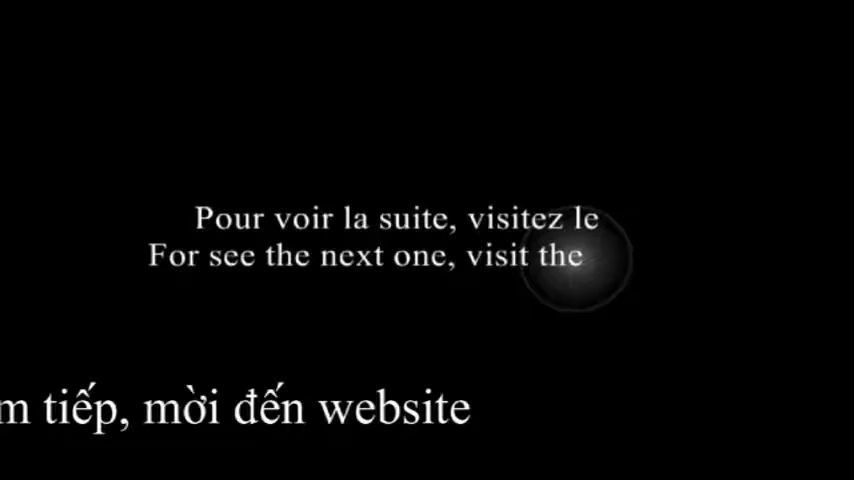 Pour voir la suite, visitez le
For see the next one, visit the
m tiếp, mời đến website